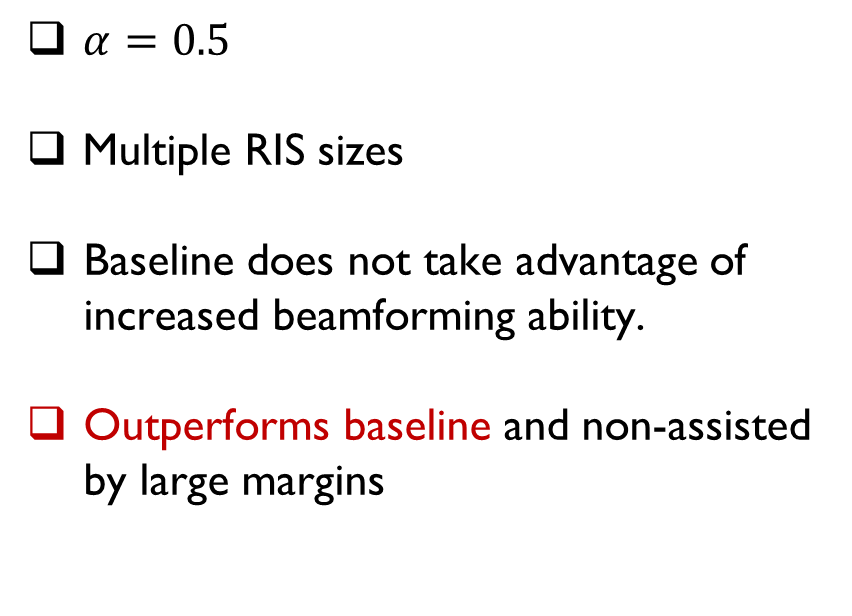 ❑ α = 0.5
❑ Multiple RIS sizes
❑ Baseline does not take advantage of
increased beamforming ability.
❑ Outperforms baseline and non-assisted
by large margins